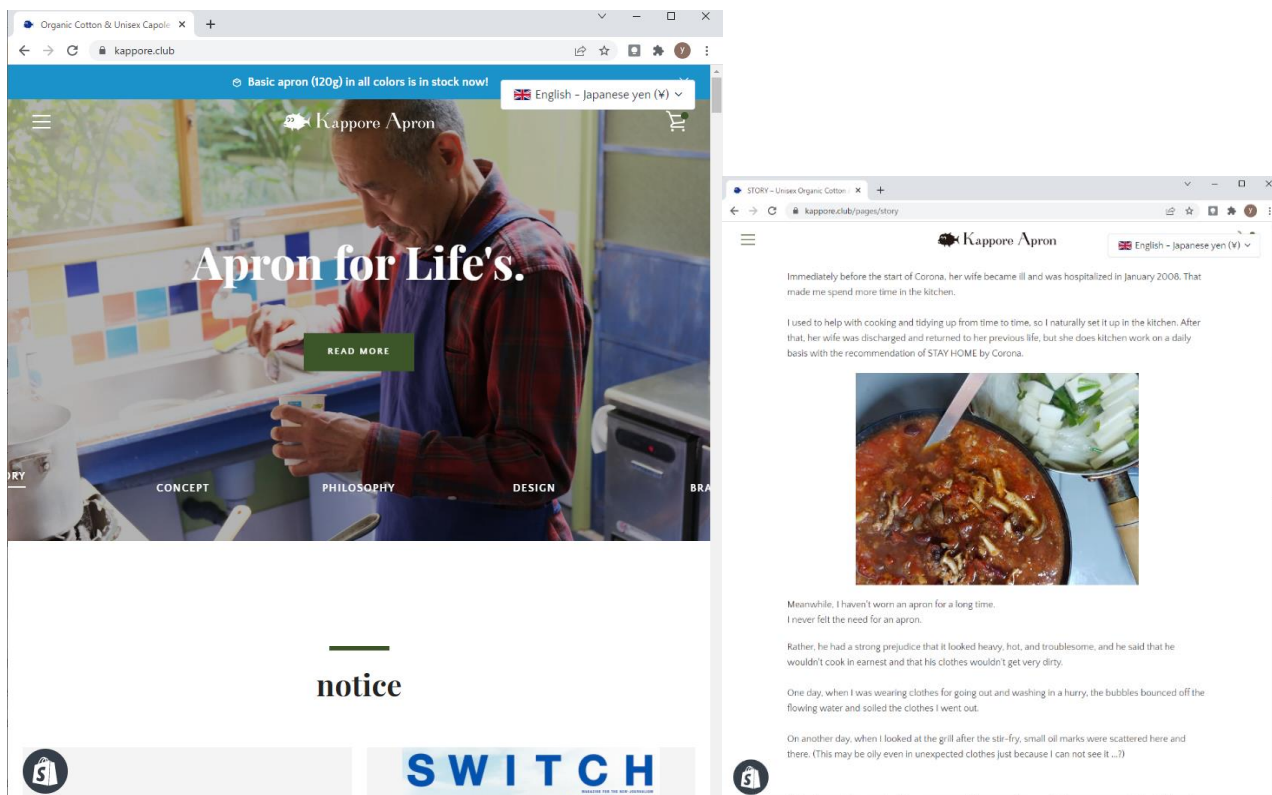 Organic Cotton & Unisex Capole
kappore.club
y
Basic apron (120g) in all colors is in stock now!
English - Japanese yen (¥)
Kappore Apron
Apron for Life's.
READ MORE
ORY
CONCEPT
PHILOSOPHY
DESIGN
BRA
notice
SWITCH
MAGAZINE FOR THE NEW JOURNALISM
STORY – Unisex Organic Cotton
kappore.club/pages/story
Y
Kappore Apron
English - Japanese yen (¥)
Immediately before the start of Corona, her wife became ill and was hospitalized in January 2008. That
made me spend more time in the kitchen.
I used to help with cooking and tidying up from time to time, so I naturally set it up in the kitchen. After
that, her wife was discharged and returned to her previous life, but she does kitchen work on a daily
basis with the recommendation of STAY HOME by Corona.
Meanwhile, I haven't worn an apron for a long time.
I never felt the need for an apron.
Rather, he had a strong prejudice that it looked heavy, hot, and troublesome, and he said that he
wouldn't cook in earnest and that his clothes wouldn't get very dirty.
One day, when I was wearing clothes for going out and washing in a hurry, the bubbles bounced off the
flowing water and soiled the clothes I went out.
On another day, when I looked at the grill after the stir-fry, small oil marks were scattered here and
there. (This may be oily even in unexpected clothes just because I can not see it ...?)